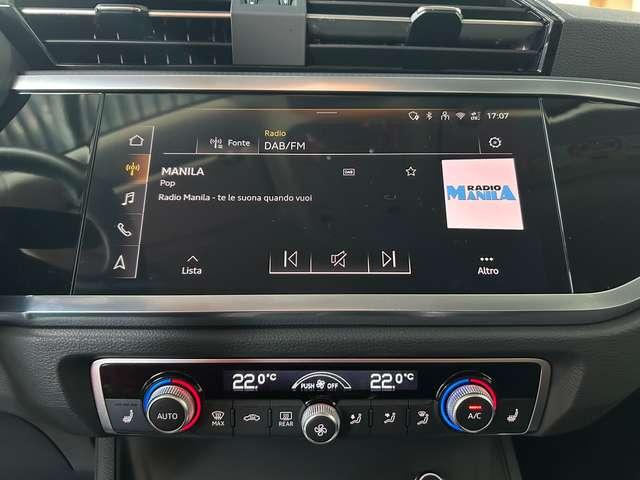 17:07
Fonte
Radio
DAB/FM
MANILA
DAB
Pop
Radio Manila - te le suona quando vuoi
RADIO
MANILA
Lista
Altro
22.0°C
PUSH OFF
22.0°C
AUTO
MAX
REAR
A/C